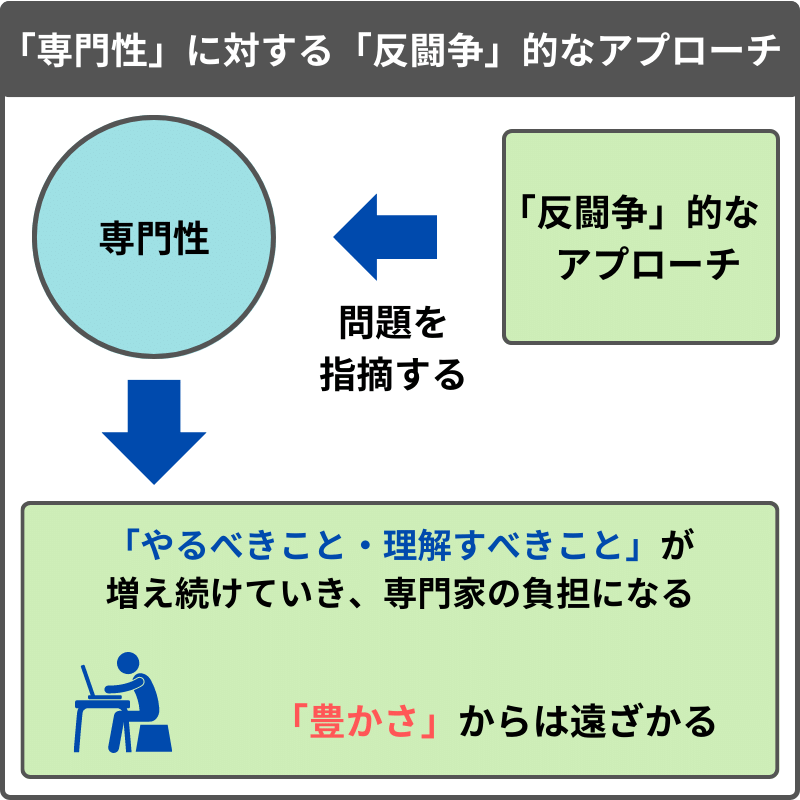 「専門性」に対する「反闘争」的なアプローチ
専門性
「反闘争」的な
アプローチ
問題を
指摘する
「やるべきこと・理解すべきこと」が
増え続けていき、専門家の負担になる
「豊かさ」からは遠ざかる